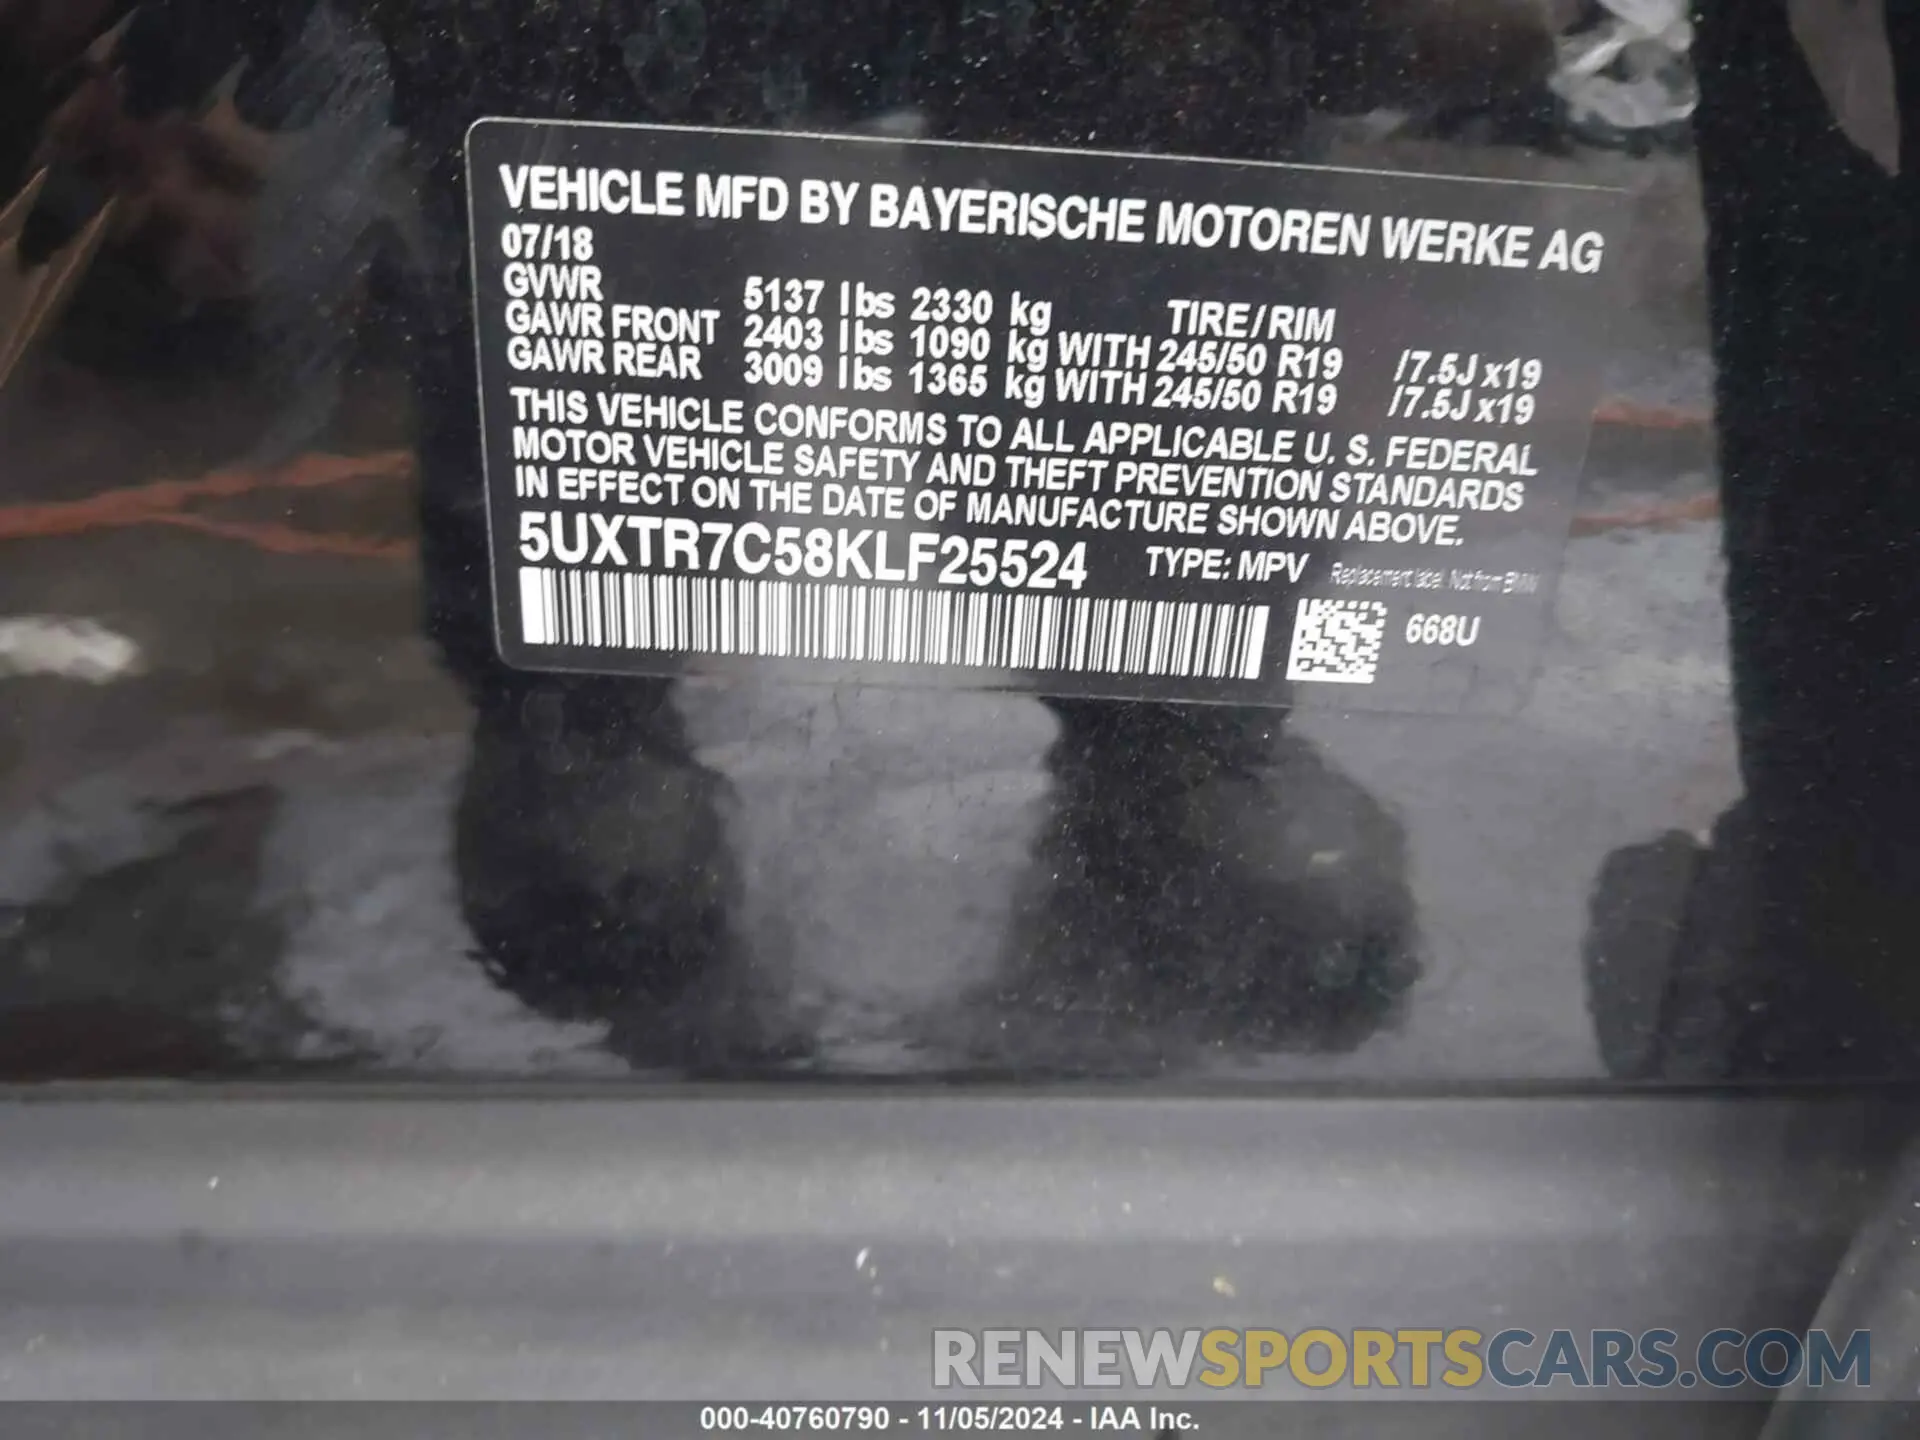 VEHICLE MFD BY BAYERISCHE MOTOREN WERKE AG
07/18
GVWR 5137 lbs 2330 kg TIRE/RIM
GAWR FRONT 2403 lbs 1090 kg WITH 245/50 R19 /7.5J x19
GAWR REAR 3009 lbs 1365 kg WITH 245/50 R19 /7.5J x19
THIS VEHICLE CONFORMS TO ALL APPLICABLE U. S. FEDERAL
MOTOR VEHICLE SAFETY AND THEFT PREVENTION STANDARDS
IN EFFECT ON THE DATE OF MANUFACTURE SHOWN ABOVE.
5UXTR7C58KLF25524 TYPE: MPV Replacement label. Not from BMW
668U
RENEWSPORTSCARS.COM
000-40760790 - 11/05/2024 - IAA Inc.